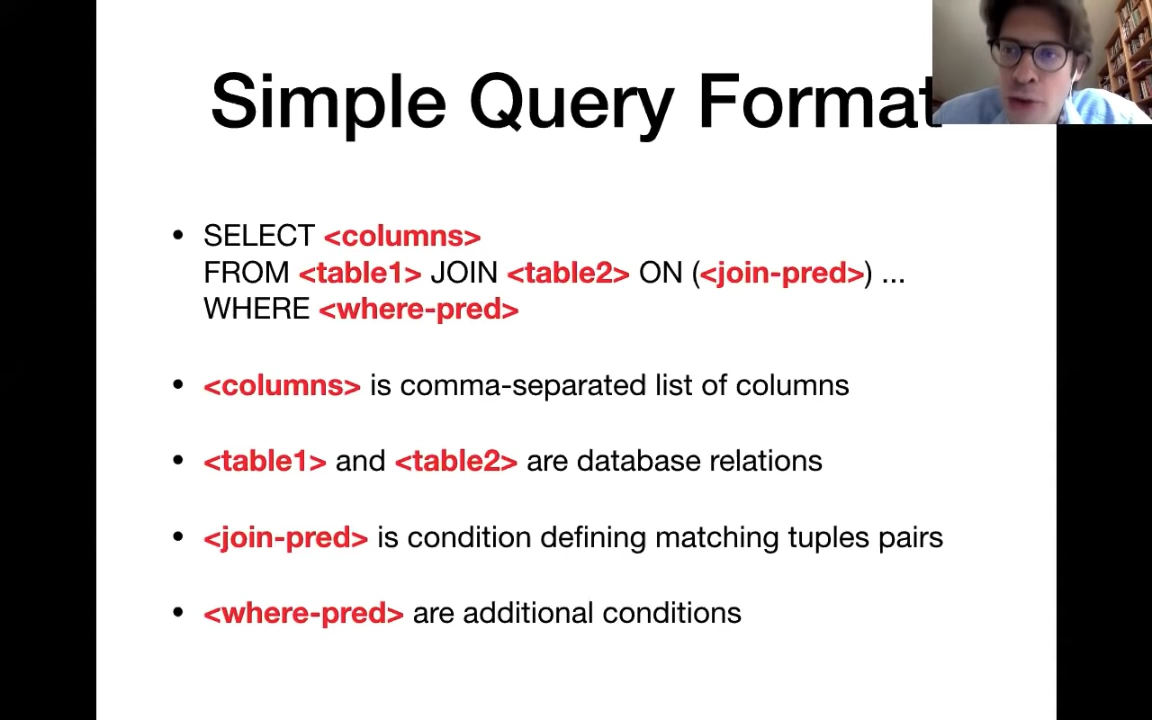 Simple Query Format
• SELECT <columns>
FROM <table1> JOIN <table2> ON (<join-pred>) ...
WHERE <where-pred>
• <columns> is comma-separated list of columns
• <table1> and <table2> are database relations
• <join-pred> is condition defining matching tuples pairs
• <where-pred> are additional conditions